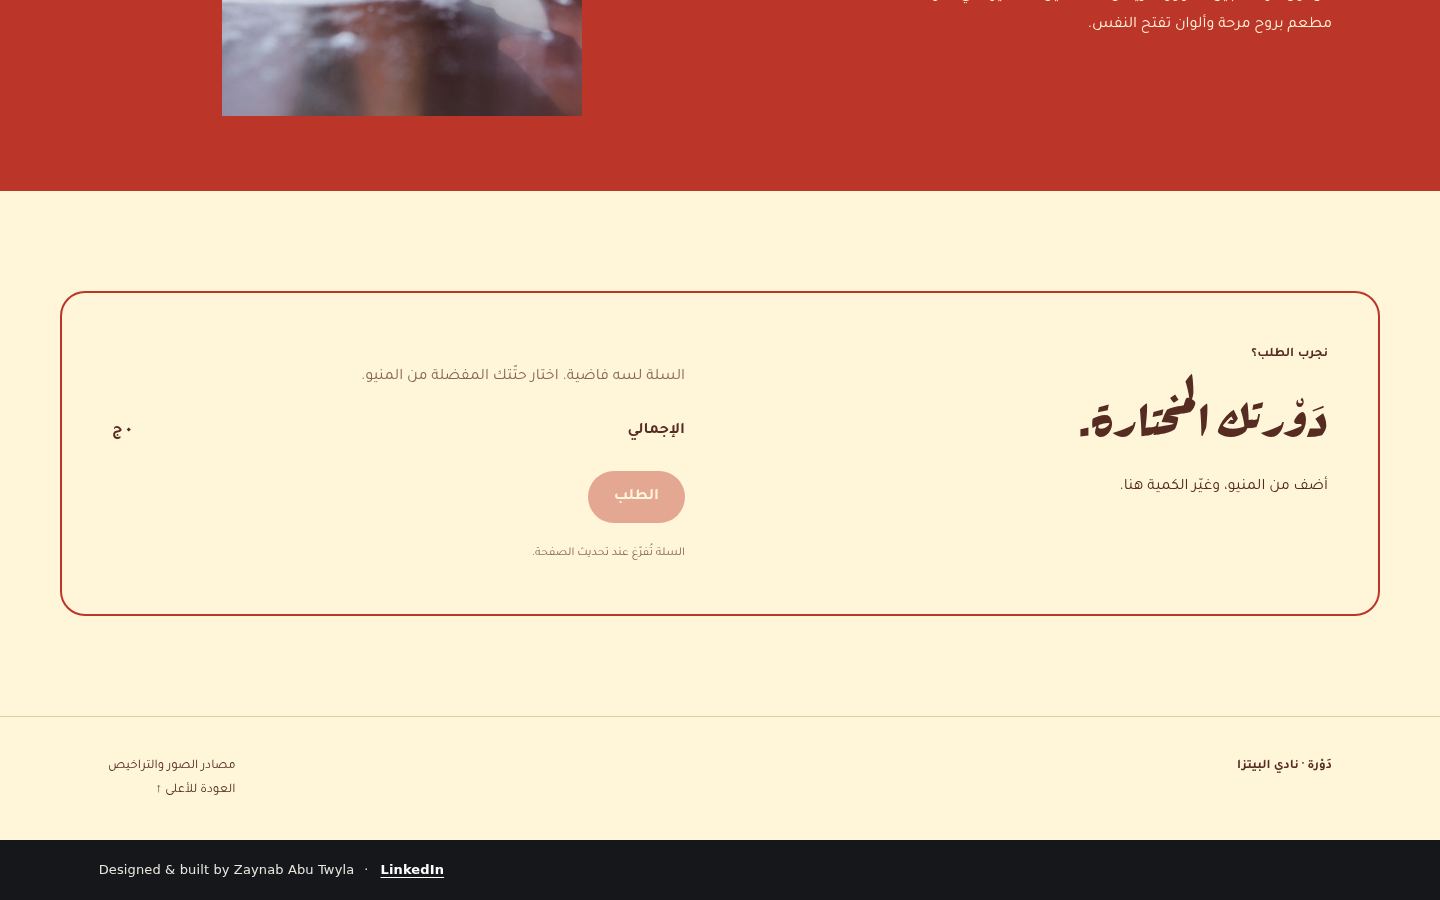 مطعم بروح مرحة وألوان تفتح النفس.
نجرب الطلب؟
دَوْرتك المختارة.
أضف من المنيو، وغيّر الكمية هنا.
السلة لسه فاضية. اختار حتّتك المفضلة من المنيو.
الإجمالي
٠ ج
الطلب
السلة تُفرّغ عند تحديث الصفحة.
دَوْرة · نادي البيتزا
مصادر الصور والتراخيص
العودة للأعلى ↑
Designed & built by Zaynab Abu Twyla · LinkedIn